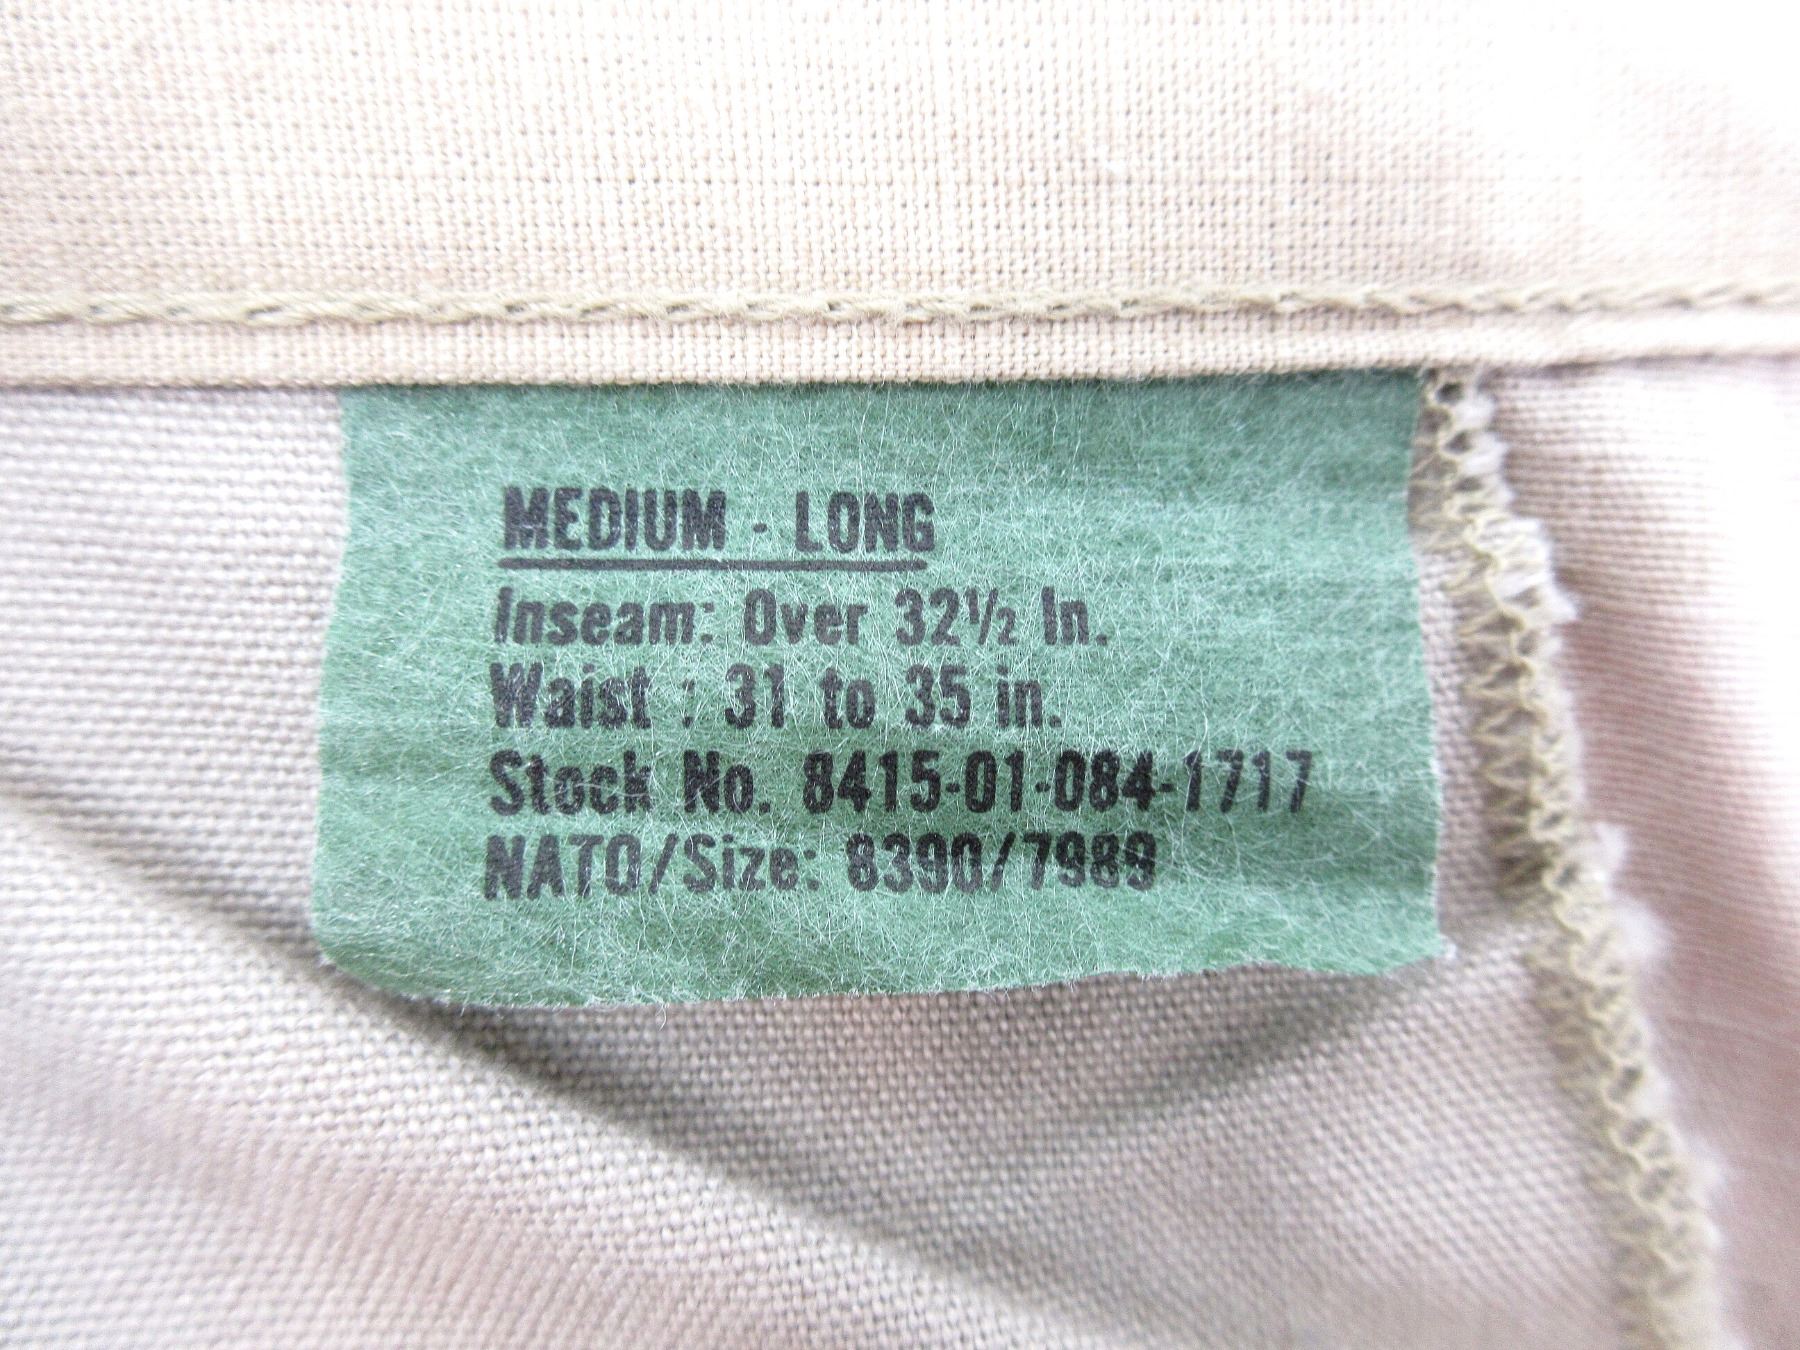 MEDIUM - LONG
Inseam: Over 32½ In.
Waist : 31 to 35 in.
Stock No. 8415-01-084-1717
NATO/Size: 8390/7989